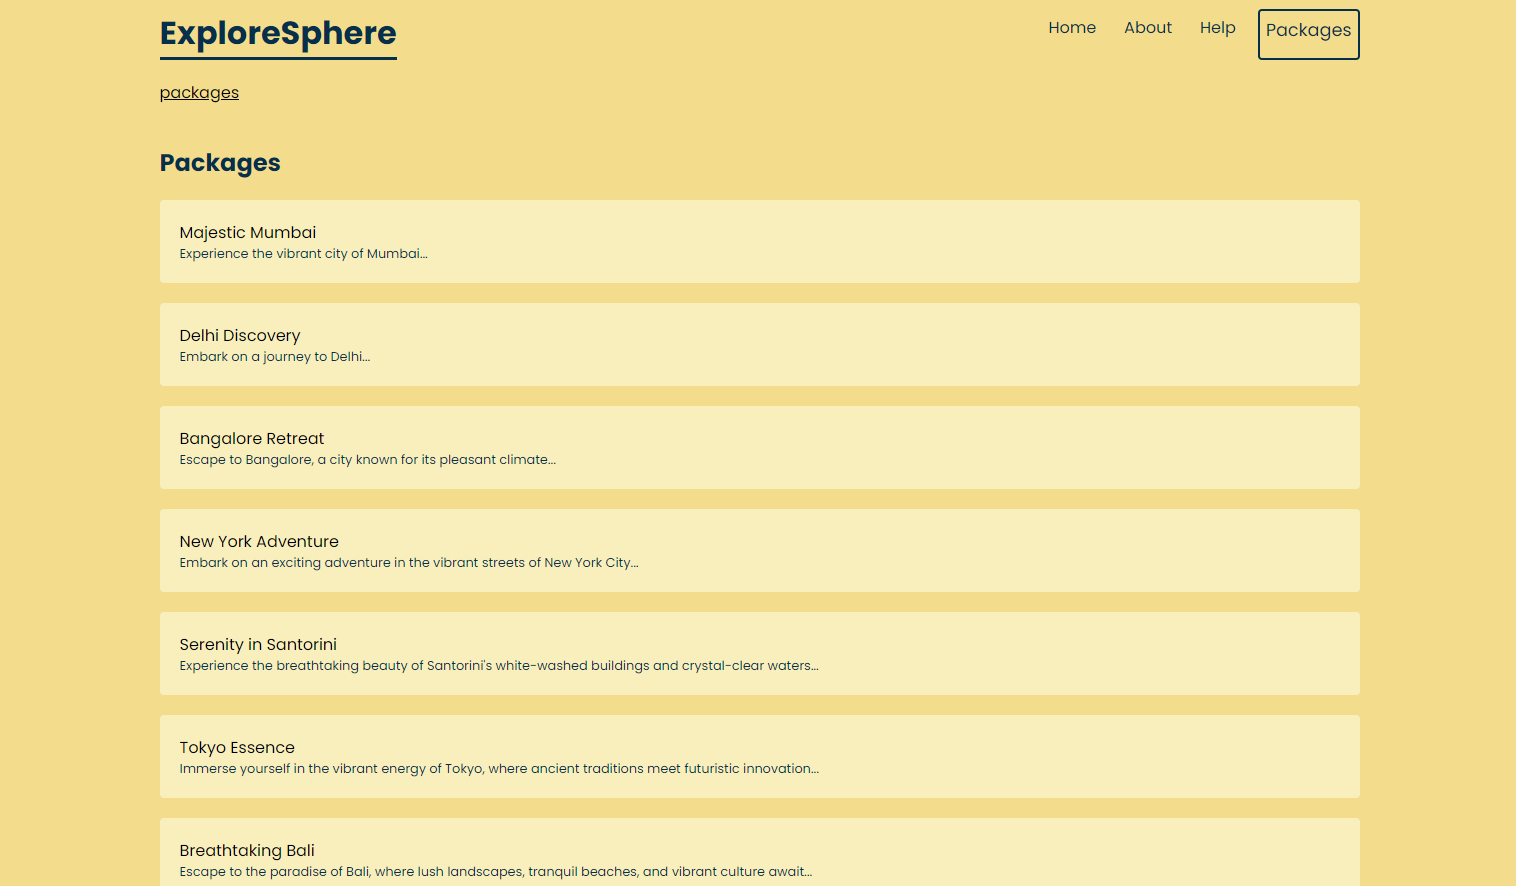 ExploreSphere
Home About Help Packages
packages
Packages
Majestic Mumbai
Experience the vibrant city of Mumbai...
Delhi Discovery
Embark on a journey to Delhi...
Bangalore Retreat
Escape to Bangalore, a city known for its pleasant climate...
New York Adventure
Embark on an exciting adventure in the vibrant streets of New York City...
Serenity in Santorini
Experience the breathtaking beauty of Santorini's white-washed buildings and crystal-clear waters...
Tokyo Essence
Immerse yourself in the vibrant energy of Tokyo, where ancient traditions meet futuristic innovation...
Breathtaking Bali
Escape to the paradise of Bali, where lush landscapes, tranquil beaches, and vibrant culture await...